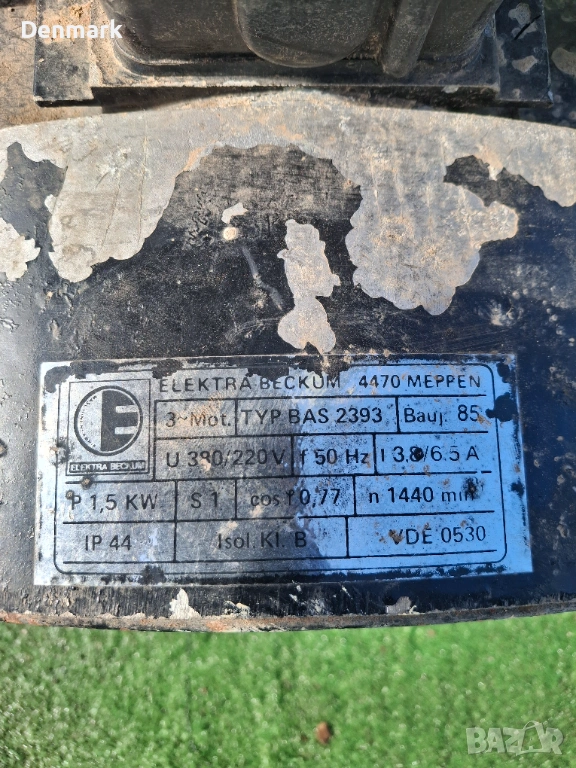 Denmark
ELEKTRA BECKUM 4470 MEPPEN
E
ELEKTRA BECKUM
3~Mot. TYP BAS 2393 Bauj. 85
U 380/220V f 50 Hz I 3.8/6.5 A
P 1,5 KW S 1 cos f 0,77 n 1440 min
IP 44 Isol. Kl. B VDE 0530
BAZAR